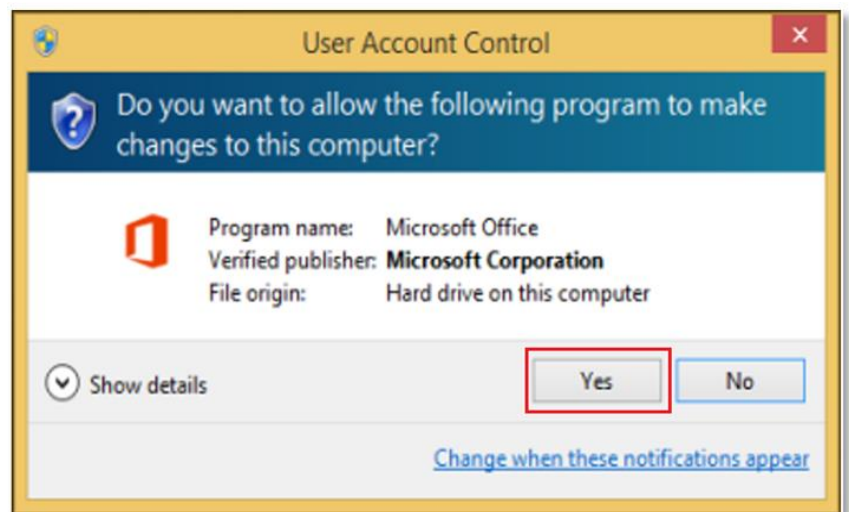 User Account Control
Do you want to allow the following program to make
changes to this computer?
Program name: Microsoft Office
Verified publisher: Microsoft Corporation
File origin: Hard drive on this computer
Show details
Yes
No
Change when these notifications appear